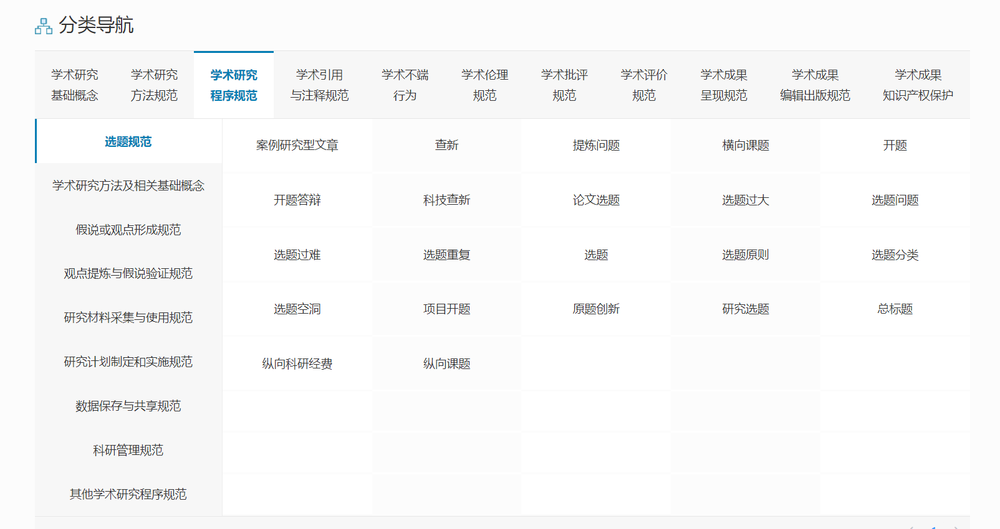 分类导航
学术研究
基础概念
学术研究
方法规范
学术研究
程序规范
学术引用
与注释规范
学术不端
行为
学术伦理
规范
学术批评
规范
学术评价
规范
学术成果
呈现规范
学术成果
编辑出版规范
学术成果
知识产权保护
选题规范
学术研究方法及相关基础概念
假说或观点形成规范
观点提炼与假说验证规范
研究材料采集与使用规范
研究计划制定和实施规范
数据保存与共享规范
科研管理规范
其他学术研究程序规范
案例研究型文章
查新
提炼问题
横向课题
开题
开题答辩
科技查新
论文选题
选题过大
选题问题
选题过难
选题重复
选题
选题原则
选题分类
选题空洞
项目开题
原题创新
研究选题
总标题
纵向科研经费
纵向课题